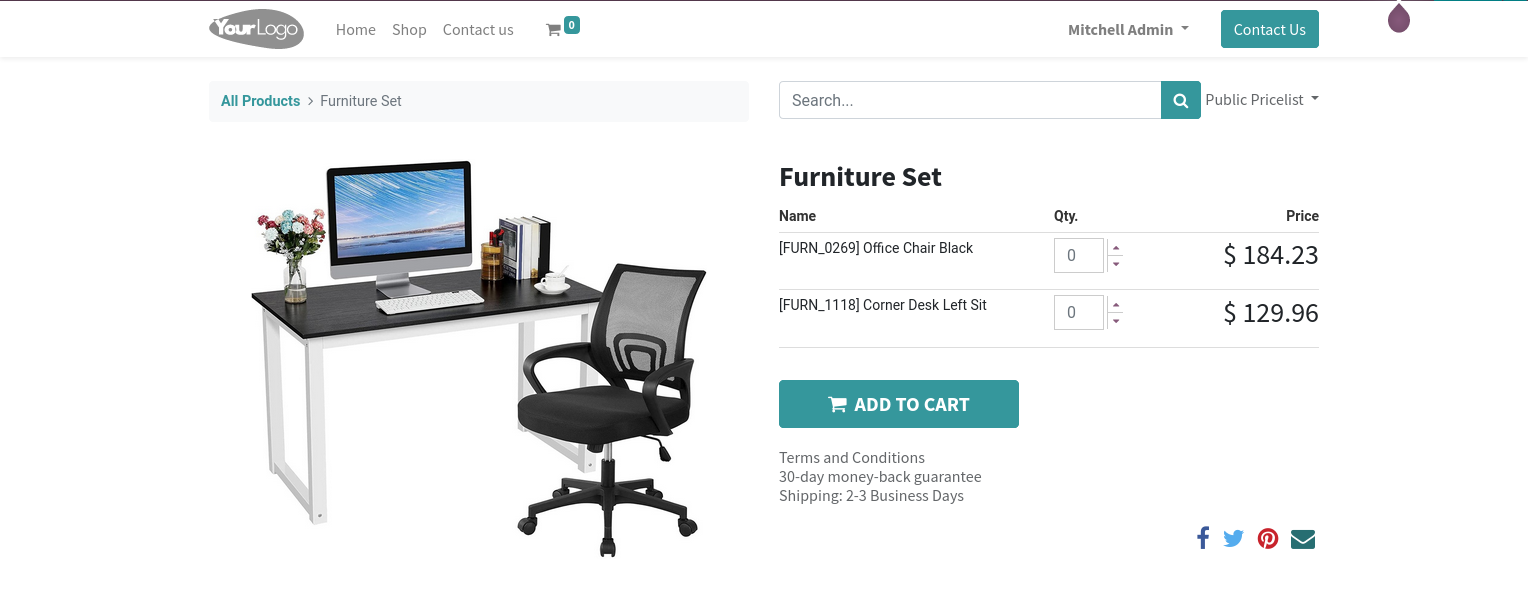 YourLogo
Home Shop Contact us 0
Mitchell Admin
Contact Us
All Products > Furniture Set
Search...
Public Pricelist
Furniture Set
Name Qty. Price
[FURN_0269] Office Chair Black 0 $ 184.23
[FURN_1118] Corner Desk Left Sit 0 $ 129.96
ADD TO CART
Terms and Conditions
30-day money-back guarantee
Shipping: 2-3 Business Days